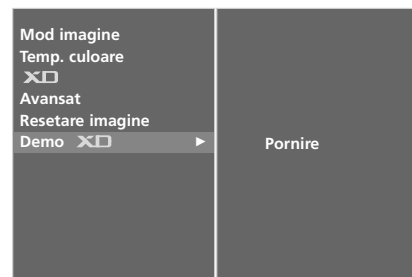 Mod imagine
Temp. culoare
XD
Avansat
Resetare imagine
Demo XD ►
Pornire